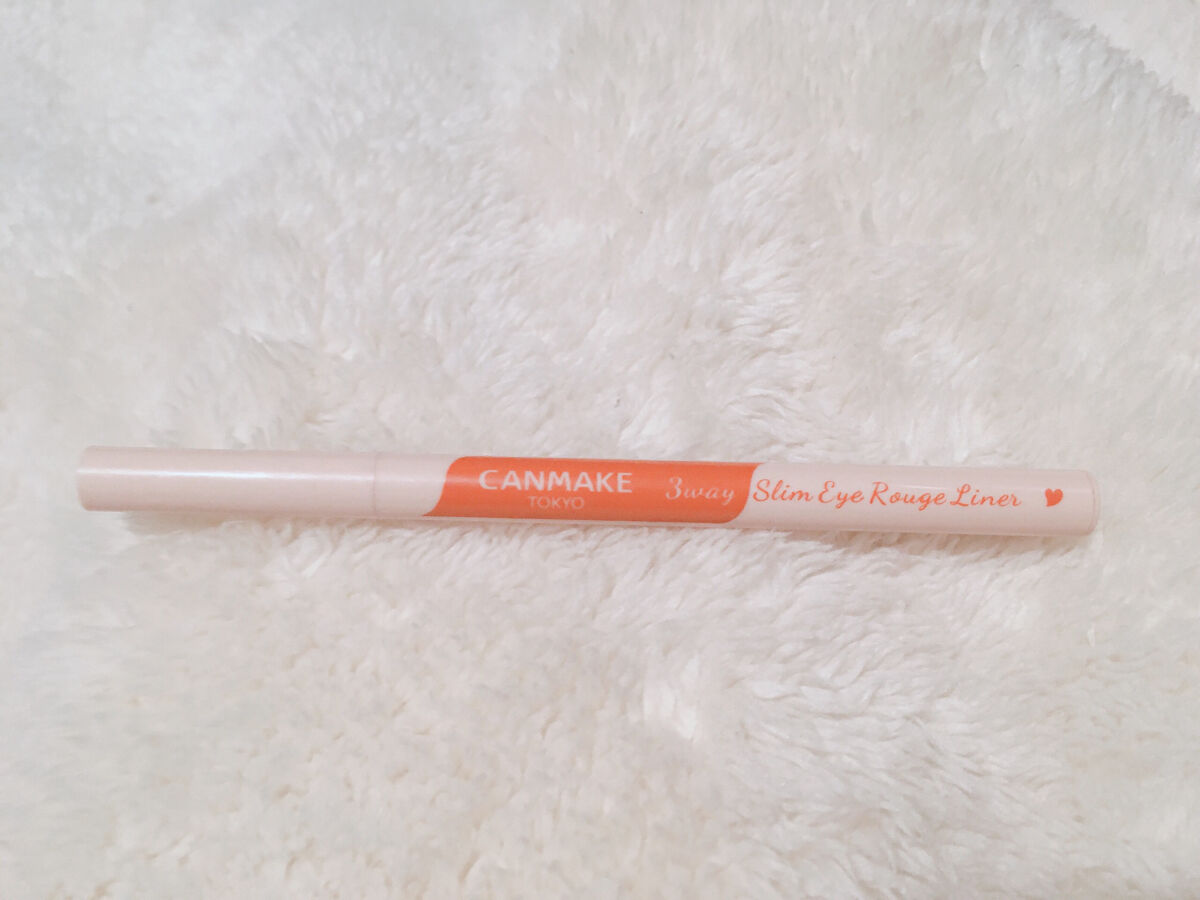 CANMAKE
TOKYO
3way Slim Eye Rouge Liner